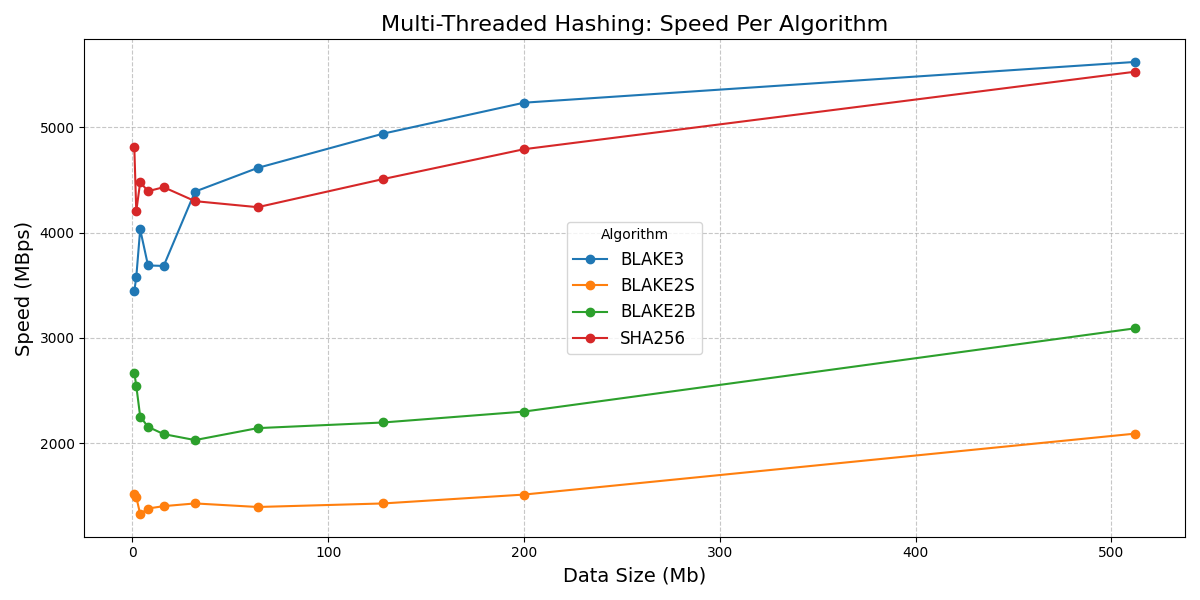 Multi-Threaded Hashing: Speed Per Algorithm
Speed (MBps)
5000
4000
3000
2000
Algorithm
BLAKE3
BLAKE2S
BLAKE2B
SHA256
0 100 200 300 400 500
Data Size (Mb)